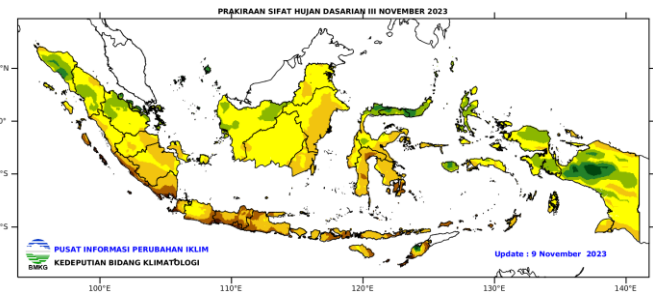 PRAKIRAAN SIFAT HUJAN DASARIAN III NOVEMBER 2023
°N
0°
°S
°S
PUSAT INFORMASI PERUBAHAN IKLIM
KEDEPUTIAN BIDANG KLIMATOLOGI
BMKG
Update : 9 November 2023
100°E
110°E
120°E
130°E
140°E